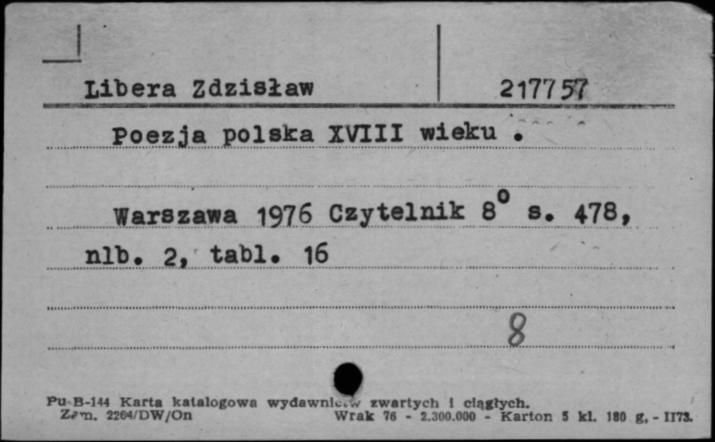 Libera Zdzisław 217757
Poezja polska XVIII wieku .
Warszawa 1976 Czytelnik 8° s. 478,
nlb. 2, tabl. 16
8
Pu-B-144 Karta katalogowa wydawnictw zwartych i ciągłych.
Zam. 2264/DW/On Wrak 76 - 2.300.000 - Karton 5 kl. 180 g. - II73.